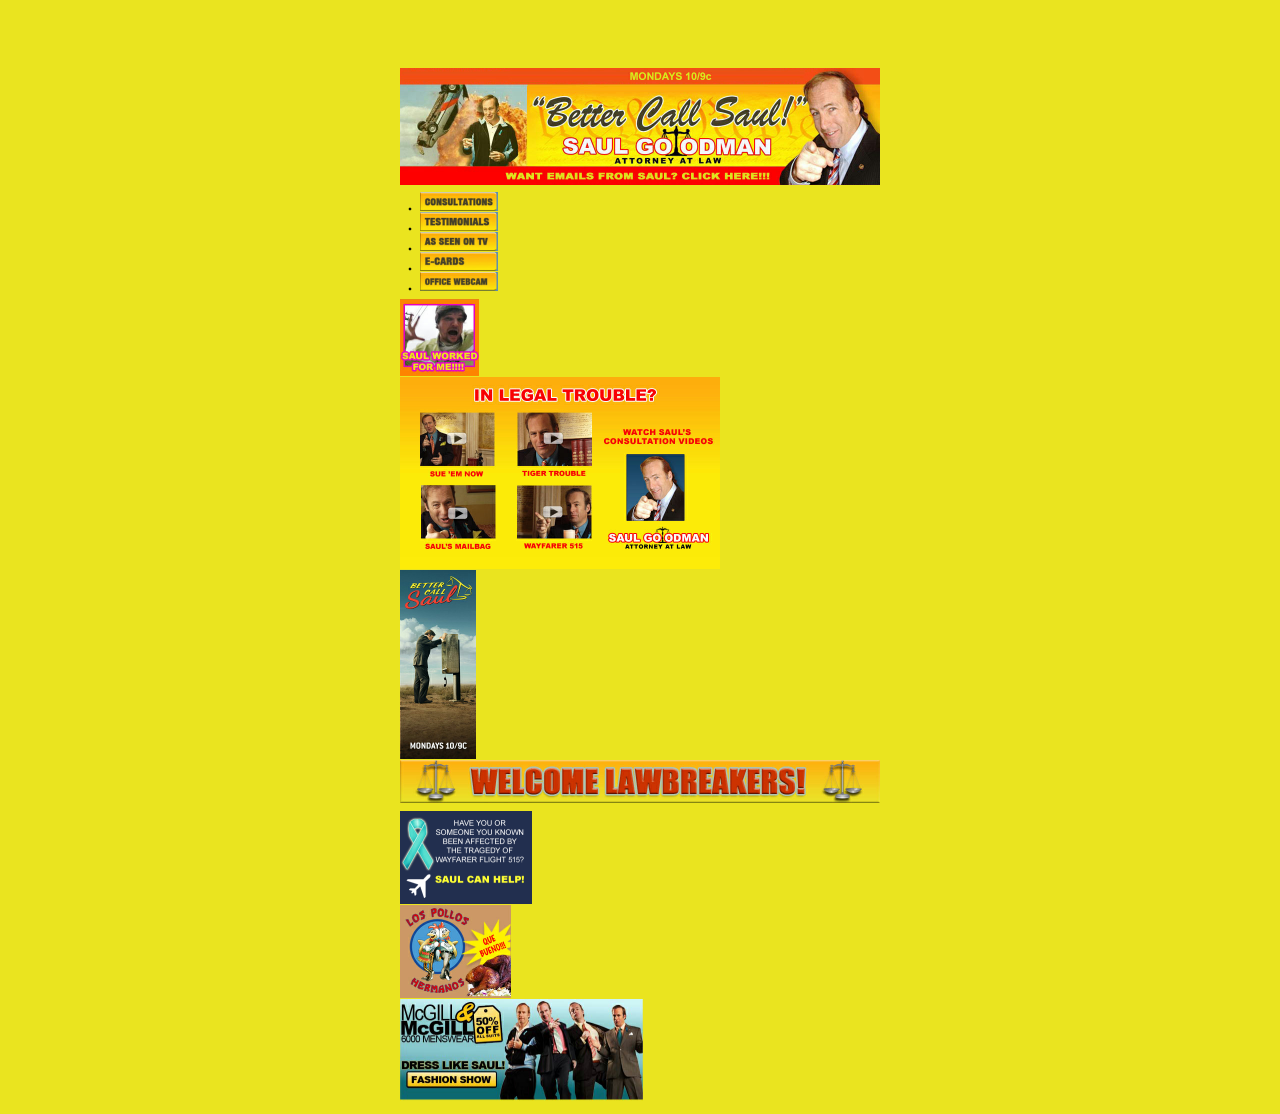 MONDAYS 10/9c
"Better Call Saul!"
SAUL GOODMAN
ATTORNEY AT LAW
WANT EMAILS FROM SAUL? CLICK HERE!!!
CONSULTATIONS
TESTIMONIALS
AS SEEN ON TV
E-CARDS
OFFICE WEBCAM
SAUL WORKED
FOR ME!!!!
IN LEGAL TROUBLE?
SUE 'EM NOW
TIGER TROUBLE
SAUL'S MAILBAG
WAYFARER 515
WATCH SAUL'S
CONSULTATION VIDEOS
SAUL GOODMAN
ATTORNEY AT LAW
BETTER
CALL
Saul
MONDAYS 10/9C
WELCOME LAWBREAKERS!
HAVE YOU OR
SOMEONE YOU KNOWN
BEEN AFFECTED BY
THE TRAGEDY OF
WAYFARER FLIGHT 515?
SAUL CAN HELP!
LOS POLLOS
HERMANOS
QUE
BUENO!!!
McGILL &
McGILL
6000 MENSWEAR
50%
OFF
ALL SUITS
DRESS LIKE SAUL!
FASHION SHOW